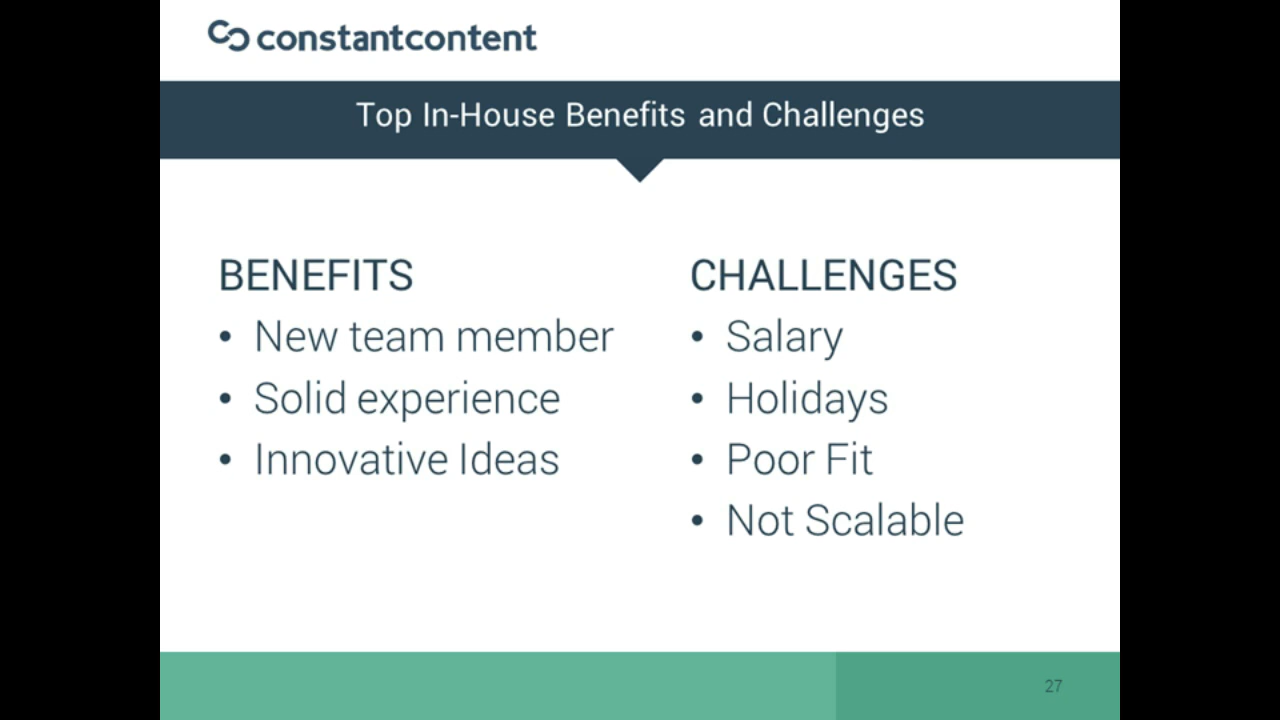 constantcontent
Top In-House Benefits and Challenges
BENEFITS
• New team member
• Solid experience
• Innovative Ideas
CHALLENGES
• Salary
• Holidays
• Poor Fit
• Not Scalable
27